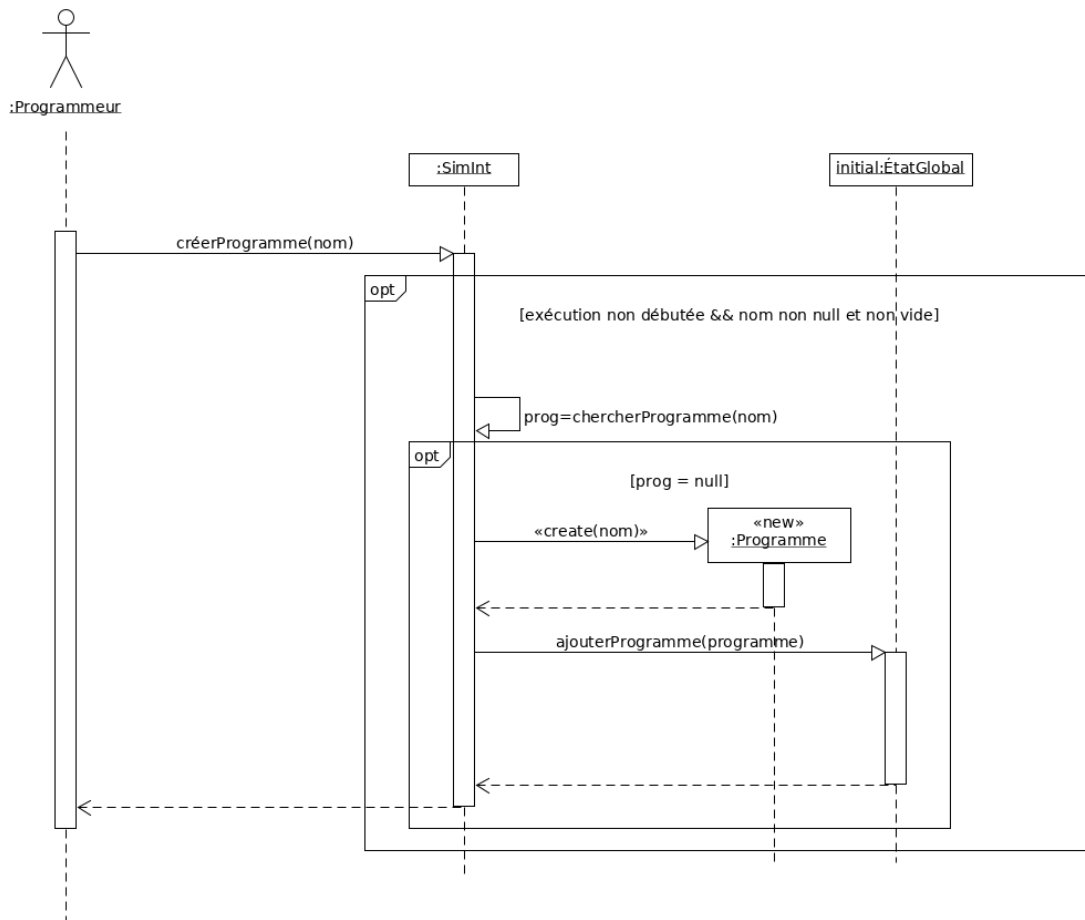 :Programmeur
:SimInt
initial:ÉtatGlobal
créerProgramme(nom)
opt
[exécution non débutée && nom non null et non vide]
prog=chercherProgramme(nom)
opt
[prog = null]
«create(nom)»
«new»
:Programme
ajouterProgramme(programme)